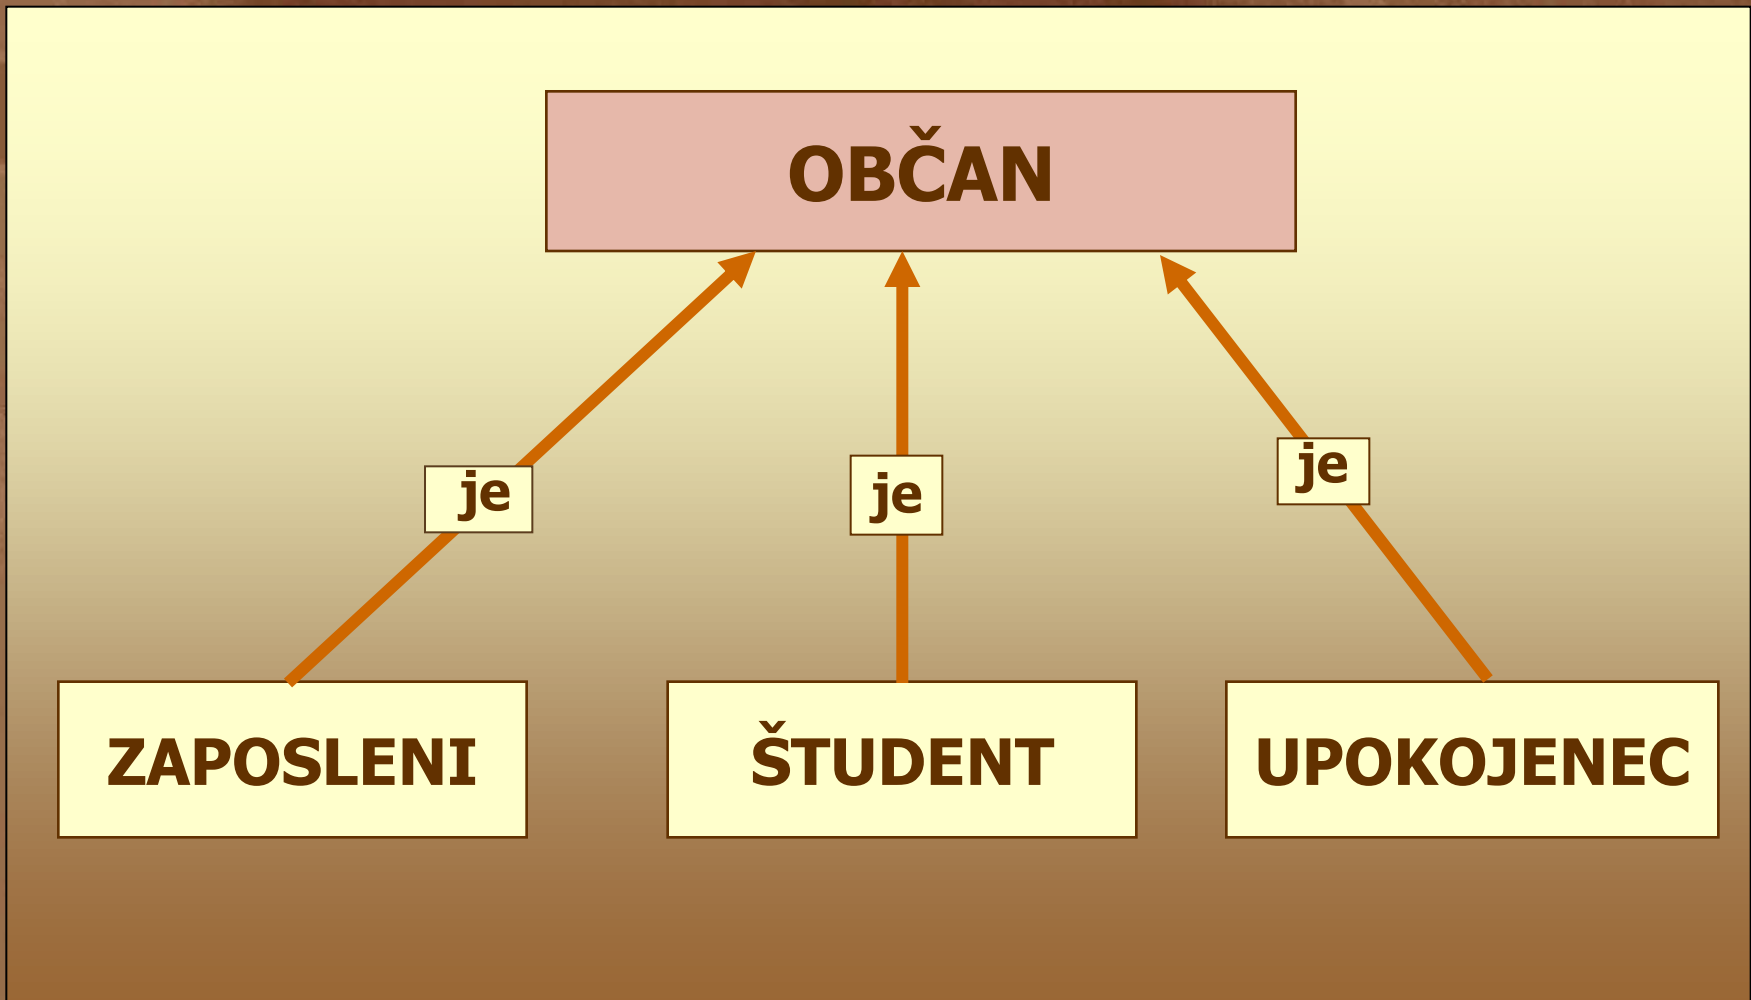 OBČAN
je
je
je
ZAPOSLENI
ŠTUDENT
UPOKOJENEC